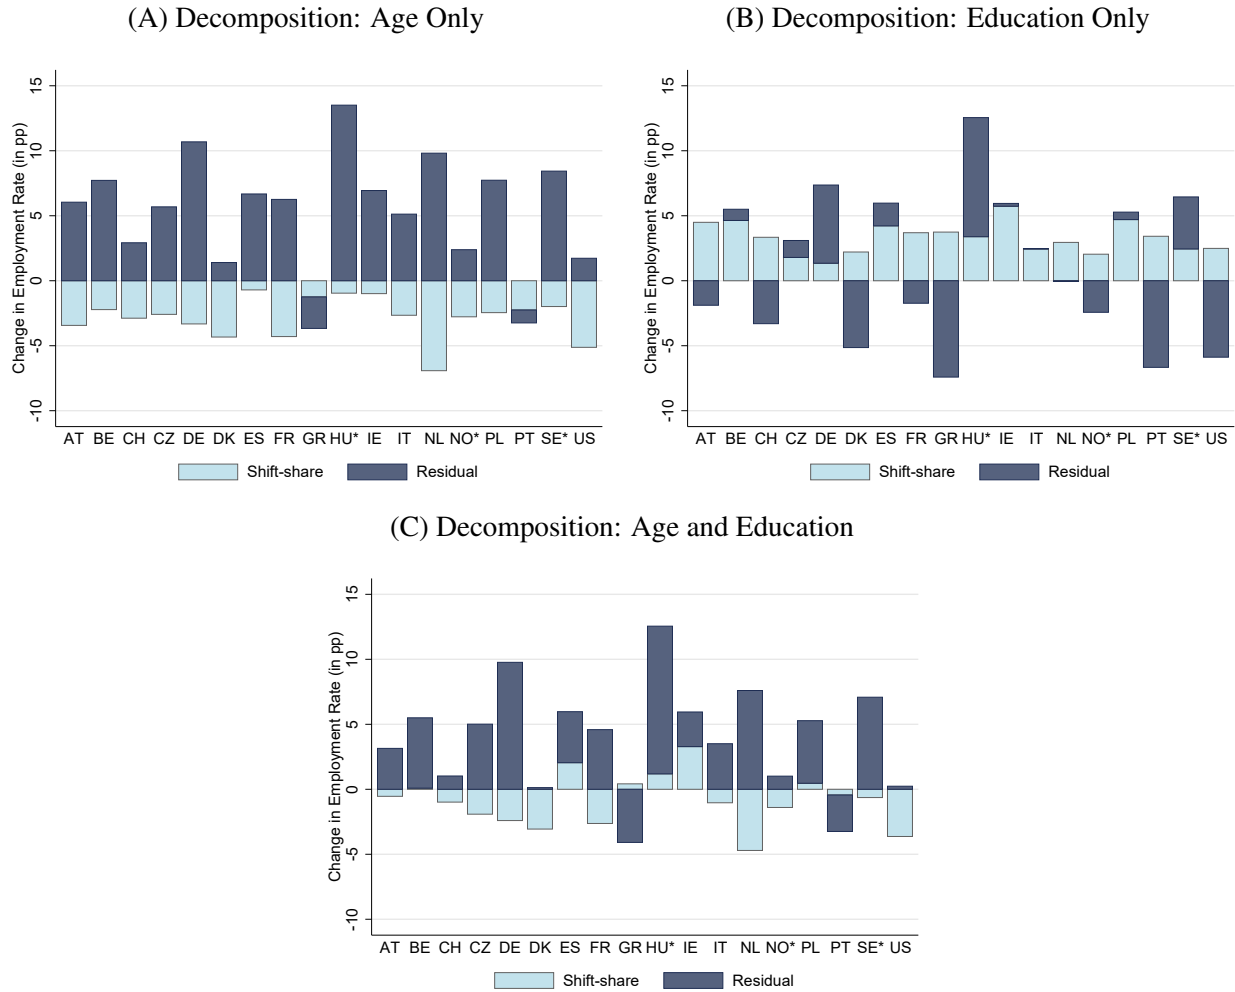 (A) Decomposition: Age Only
Change in Employment Rate (in pp)
15
10
5
0
-5
-10
AT BE CH CZ DE DK ES FR GR HU* IE IT NL NO* PL PT SE* US
Shift-share Residual
(B) Decomposition: Education Only
Change in Employment Rate (in pp)
15
10
5
0
-5
-10
AT BE CH CZ DE DK ES FR GR HU* IE IT NL NO* PL PT SE* US
Shift-share Residual
(C) Decomposition: Age and Education
Change in Employment Rate (in pp)
15
10
5
0
-5
-10
AT BE CH CZ DE DK ES FR GR HU* IE IT NL NO* PL PT SE* US
Shift-share Residual